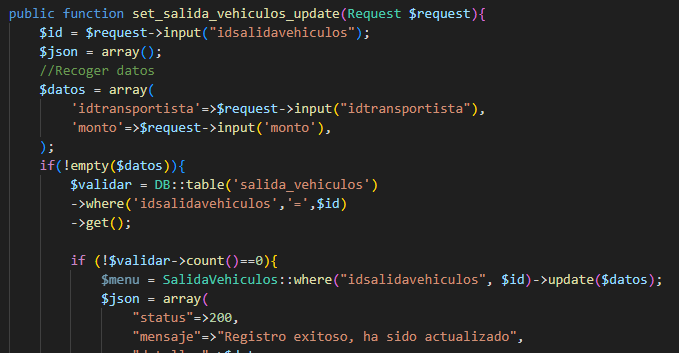 public function set_salida_vehiculos_update(Request $request){
$id = $request->input("idsalidavehiculos");
$json = array();
//Recoger datos
$datos = array(
'idtransportista'=>$request->input("idtransportista"),
'monto'=>$request->input('monto'),
);
if(!empty($datos)){
$validar = DB::table('salida_vehiculos')
->where('idsalidavehiculos','=',$id)
->get();
if (!$validar->count()==0){
$menu = SalidaVehiculos::where("idsalidavehiculos", $id)->update($datos);
$json = array(
"status"=>200,
"mensaje"=>"Registro exitoso, ha sido actualizado",